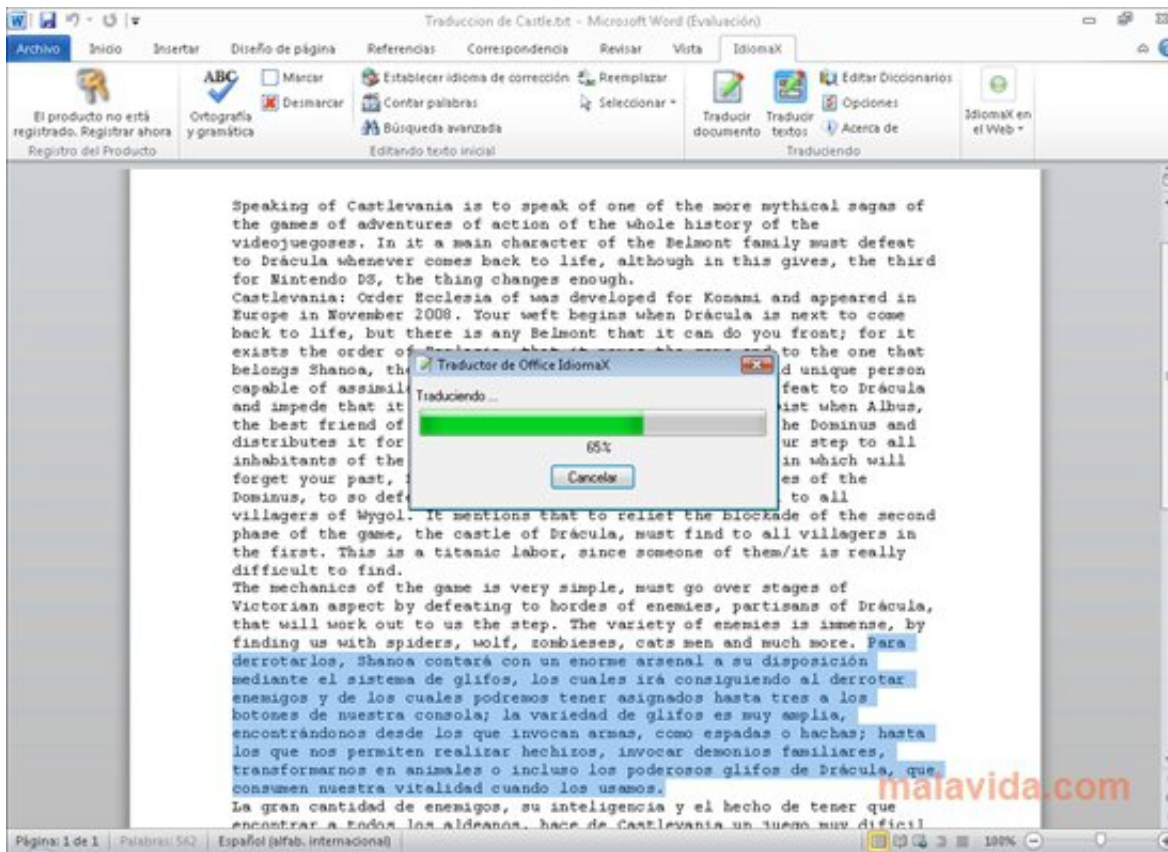 Traduccion de Castle.txt - Microsoft Word (Evaluación)
Archivo Inicio Insertar Diseño de página Referencias Correspondencia Revisar Vista IdiomaX
El producto no está
registrado. Registrar ahora
Registro del Producto
ABC
Ortografía
y gramática
Marcar
Desmarcar
Establecer idioma de corrección
Contar palabras
Búsqueda avanzada
Reemplazar
Seleccionar
Editando texto inicial
Traducir
documento
Traducir
textos
Editar Diccionarios
Opciones
Acerca de
Traduciendo
IdiomaX en
el Web
Speaking of Castlevania is to speak of one of the more mythical sagas of
the games of adventures of action of the whole history of the
videojuegoses. In it a main character of the Belmont family must defeat
to Drácula whenever comes back to life, although in this gives, the third
for Nintendo DS, the thing changes enough.
Castlevania: Order Ecclesia of was developed for Konami and appeared in
Europe in November 2008. Your weft begins when Drácula is next to come
back to life, but there is any Belmont that it can do you front; for it
exists the order of to the one that
belongs Shanoa, the d unique person
capable of assimil feat to Drácula
and impede that it ist when Albus,
the best friend of he Dominus and
distributes it for ur step to all
inhabitants of the in which will
forget your past, es of the
Dominus, to so defe to all
villagers of Wygol. It mentions that to relief the blockade of the second
phase of the game, the castle of Drácula, must find to all villagers in
the first. This is a titanic labor, since someone of them/it is really
difficult to find.
The mechanics of the game is very simple, must go over stages of
Victorian aspect by defeating to hordes of enemies, partisans of Drácula,
that will work out to us the step. The variety of enemies is immense, by
finding us with spiders, wolf, zombieses, cats men and much more. Para
derrotarlos, Shanoa contará con un enorme arsenal a su disposición
mediante el sistema de glifos, los cuales irá consiguiendo al derrotar
enemigos y de los cuales podremos tener asignados hasta tres a los
botones de nuestra consola; la variedad de glifos es muy amplia,
encontrándonos desde los que invocan armas, como espadas o hachas; hasta
los que nos permiten realizar hechizos, invocar demonios familiares,
transformarnos en animales o incluso los poderosos glifos de Drácula, que
consumen nuestra vitalidad cuando los usamos.
La gran cantidad de enemigos, su inteligencia y el hecho de tener que
encontrar a todos los aldeanos, hace de Castlevania un juego muy difícil
Traductor de Office IdiomaX
Traduciendo ...
65%
Cancelar
malavida.com
Página: 1 de 1 Palabras: 562 Español (alfab. internacional) 100%